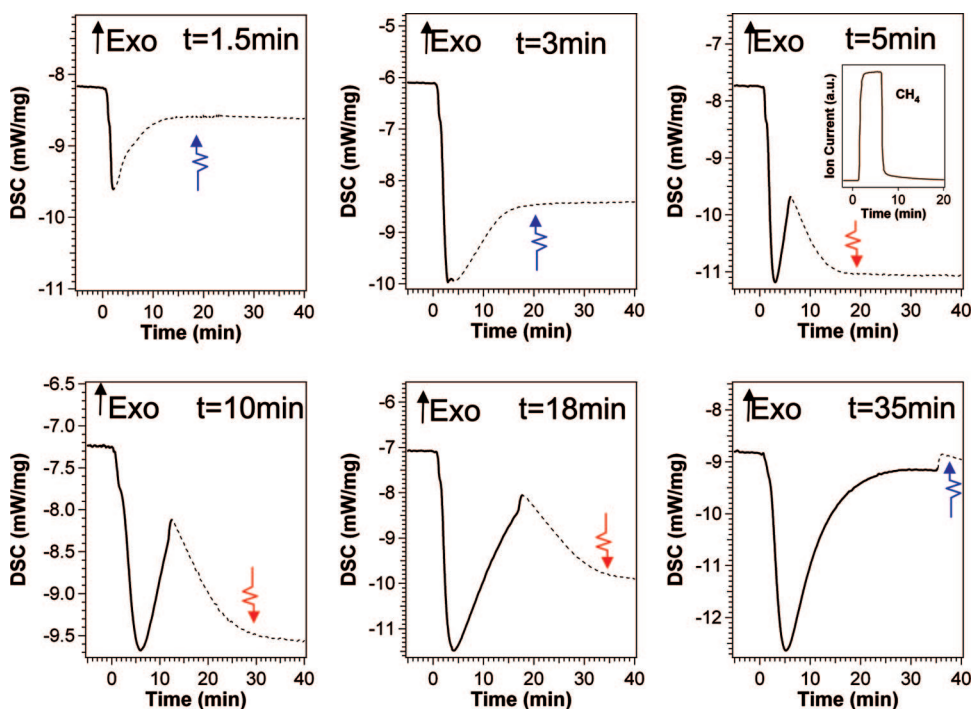 Exo t=1.5min
DSC (mW/mg)
-8
-9
-10
-11
0 10 20 30 40
Time (min)
Exo t=3min
DSC (mW/mg)
-5
-6
-7
-8
-9
-10
0 10 20 30 40
Time (min)
Exo t=5min
DSC (mW/mg)
-7
-8
-9
-10
-11
0 10 20 30 40
Time (min)
Ion Current (a.u.)
CH4
0 10 20
Time (min)
Exo t=10min
DSC (mW/mg)
-6.5
-7.0
-7.5
-8.0
-8.5
-9.0
-9.5
0 10 20 30 40
Time (min)
Exo t=18min
DSC (mW/mg)
-6
-7
-8
-9
-10
-11
0 10 20 30 40
Time (min)
Exo t=35min
DSC (mW/mg)
-8
-9
-10
-11
-12
0 10 20 30 40
Time (min)